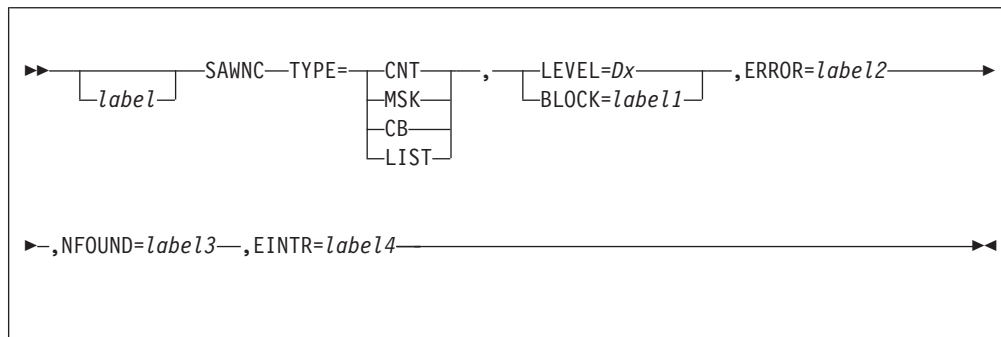 SAWNC TYPE= CNT , LEVEL=Dx ,ERROR=label2
label MSK BLOCK=label1
CB
LIST
,NFOUND=label3 ,EINTR=label4